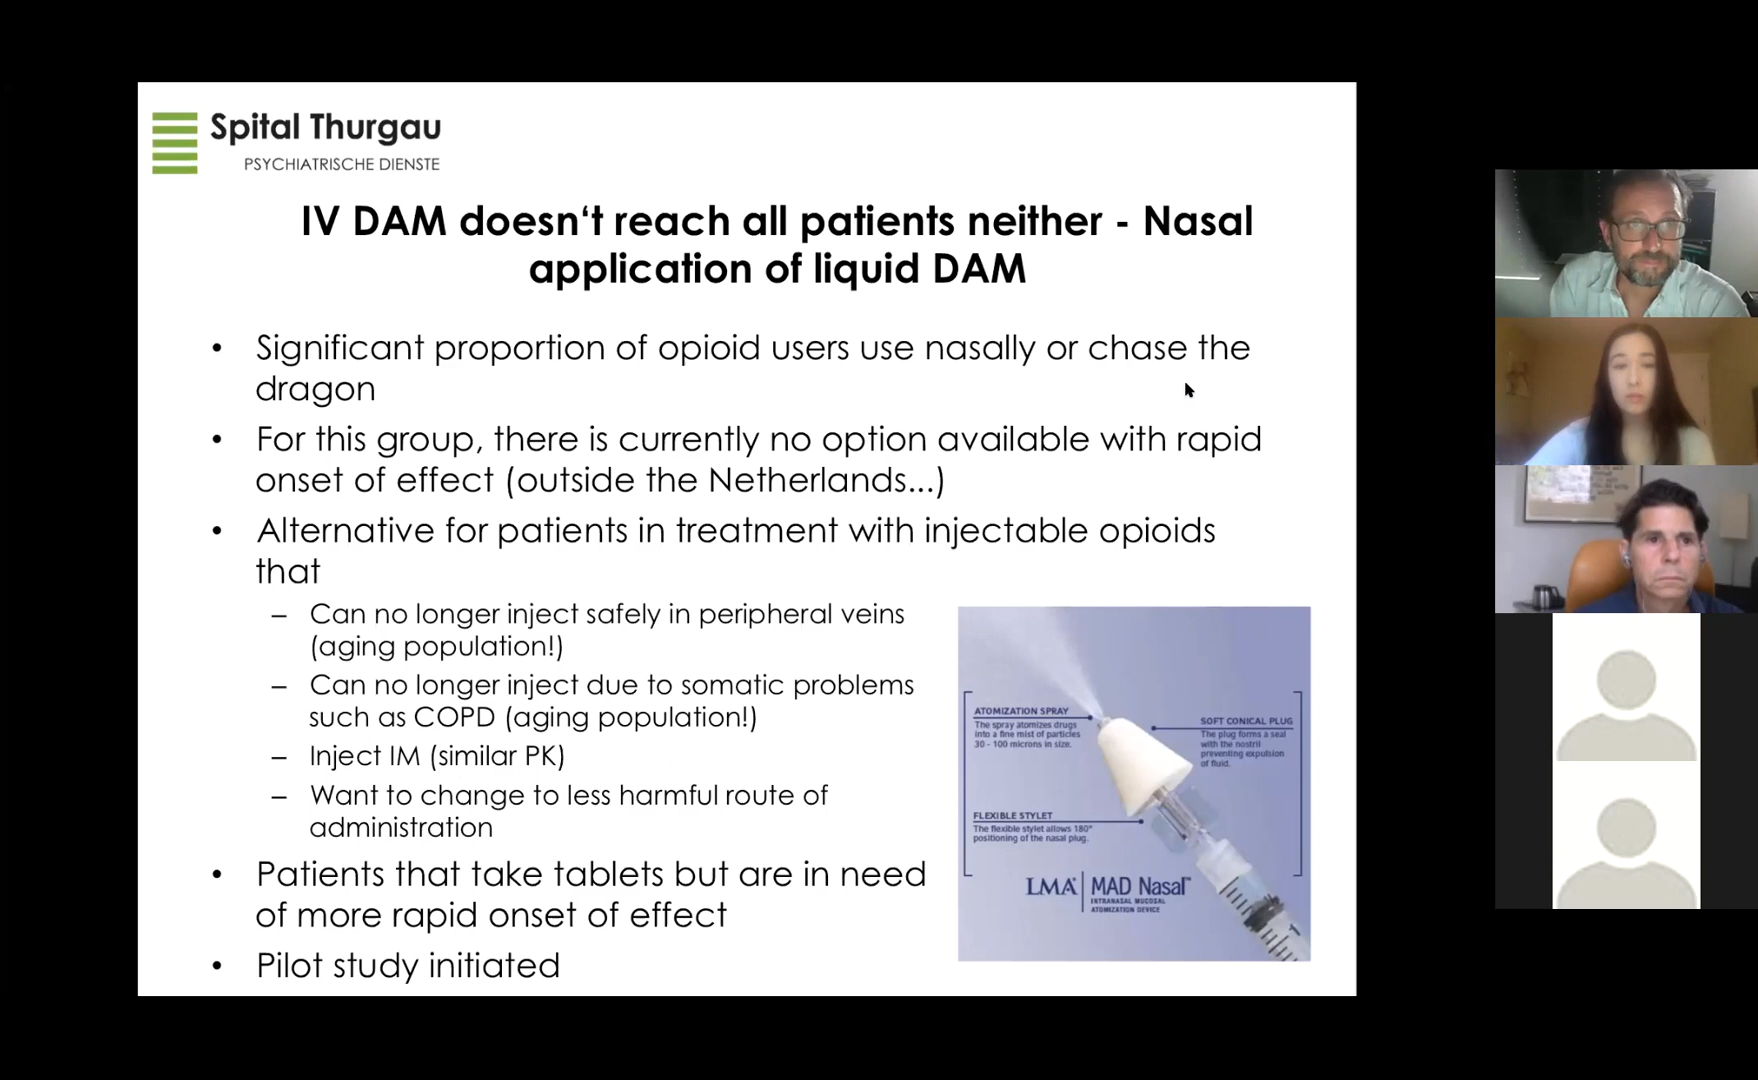 Spital Thurgau
PSYCHIATRISCHE DIENSTE
IV DAM doesn‘t reach all patients neither - Nasal
application of liquid DAM
• Significant proportion of opioid users use nasally or chase the
dragon
• For this group, there is currently no option available with rapid
onset of effect (outside the Netherlands...)
• Alternative for patients in treatment with injectable opioids
that
– Can no longer inject safely in peripheral veins
(aging population!)
– Can no longer inject due to somatic problems
such as COPD (aging population!)
– Inject IM (similar PK)
– Want to change to less harmful route of
administration
• Patients that take tablets but are in need
of more rapid onset of effect
• Pilot study initiated
ATOMIZATION SPRAY
The spray atomizes drugs
into a fine mist of particles
30 - 100 microns in size.
SOFT CONICAL PLUG
The plug forms a seal
with the nostril
preventing expulsion
of fluid.
FLEXIBLE STYLET
The flexible stylet allows 180°
positioning of the nasal plug.
LMA MAD Nasal™
INTRANASAL MUCOSAL
ATOMIZATION DEVICE